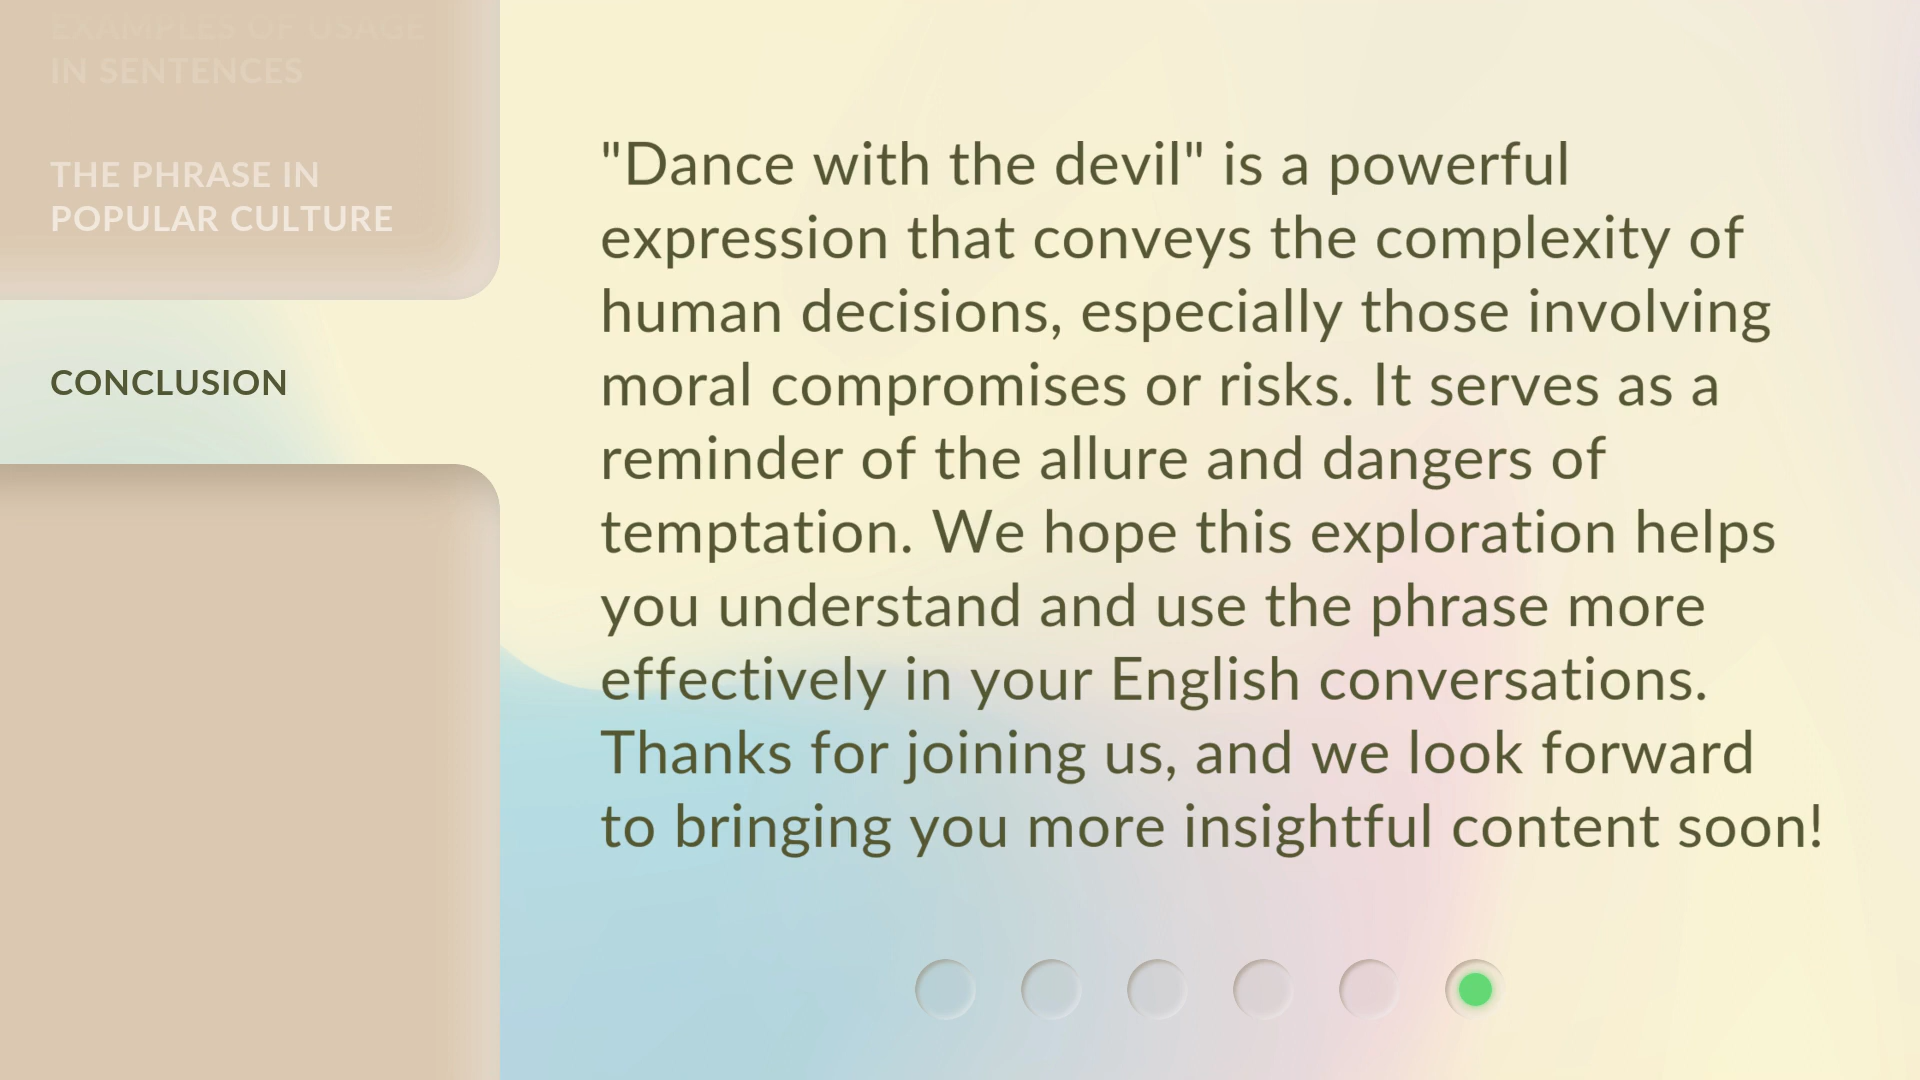 EXAMPLES OF USAGE
IN SENTENCES
THE PHRASE IN
POPULAR CULTURE
CONCLUSION
"Dance with the devil" is a powerful
expression that conveys the complexity of
human decisions, especially those involving
moral compromises or risks. It serves as a
reminder of the allure and dangers of
temptation. We hope this exploration helps
you understand and use the phrase more
effectively in your English conversations.
Thanks for joining us, and we look forward
to bringing you more insightful content soon!